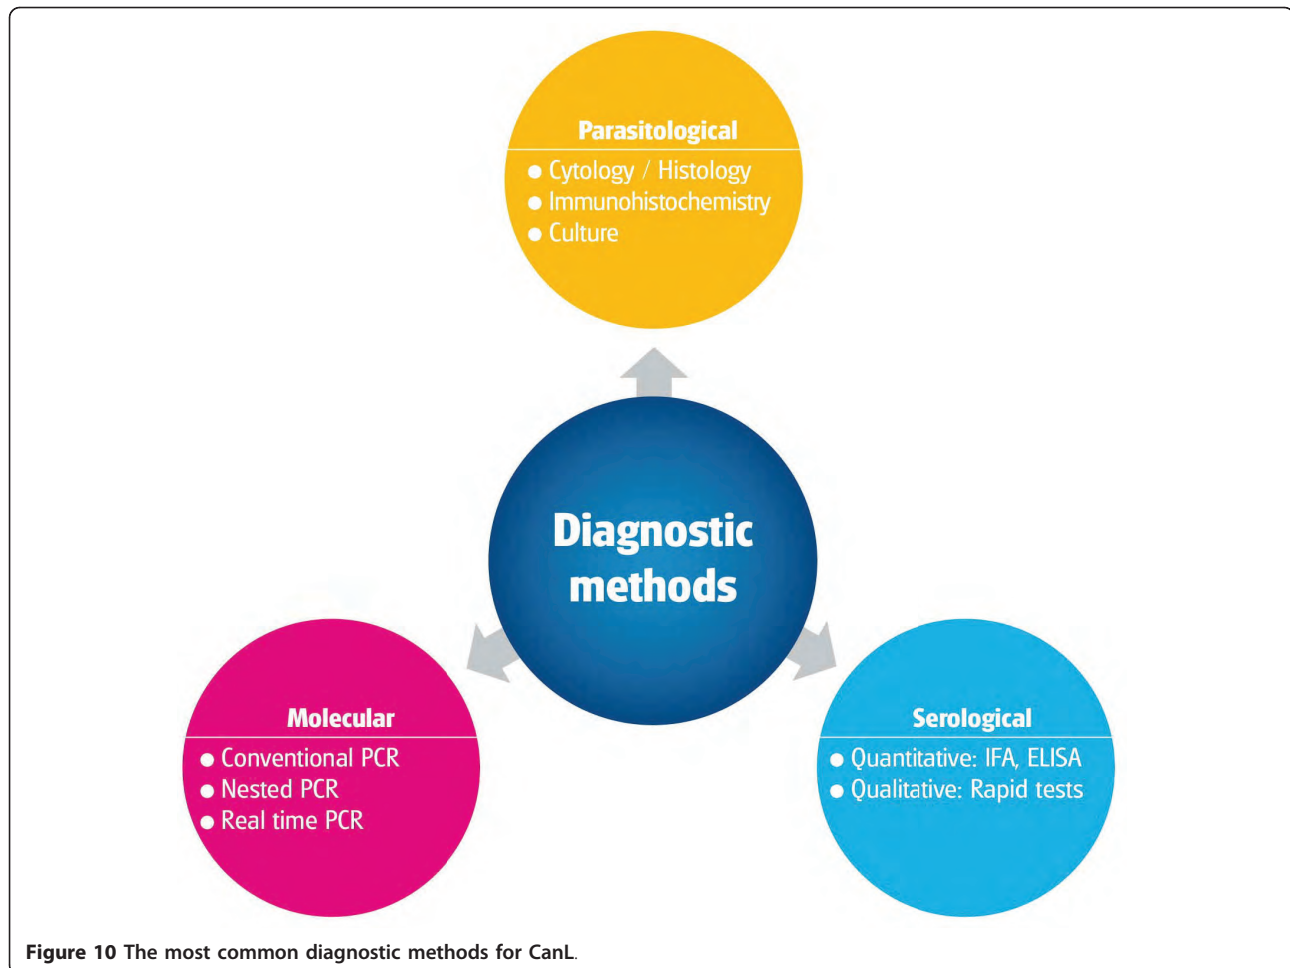 Parasitological
● Cytology / Histology
● Immunohistochemistry
● Culture
Diagnostic
methods
Molecular
● Conventional PCR
● Nested PCR
● Real time PCR
Serological
● Quantitative: IFA, ELISA
● Qualitative: Rapid tests
Figure 10 The most common diagnostic methods for CanL.